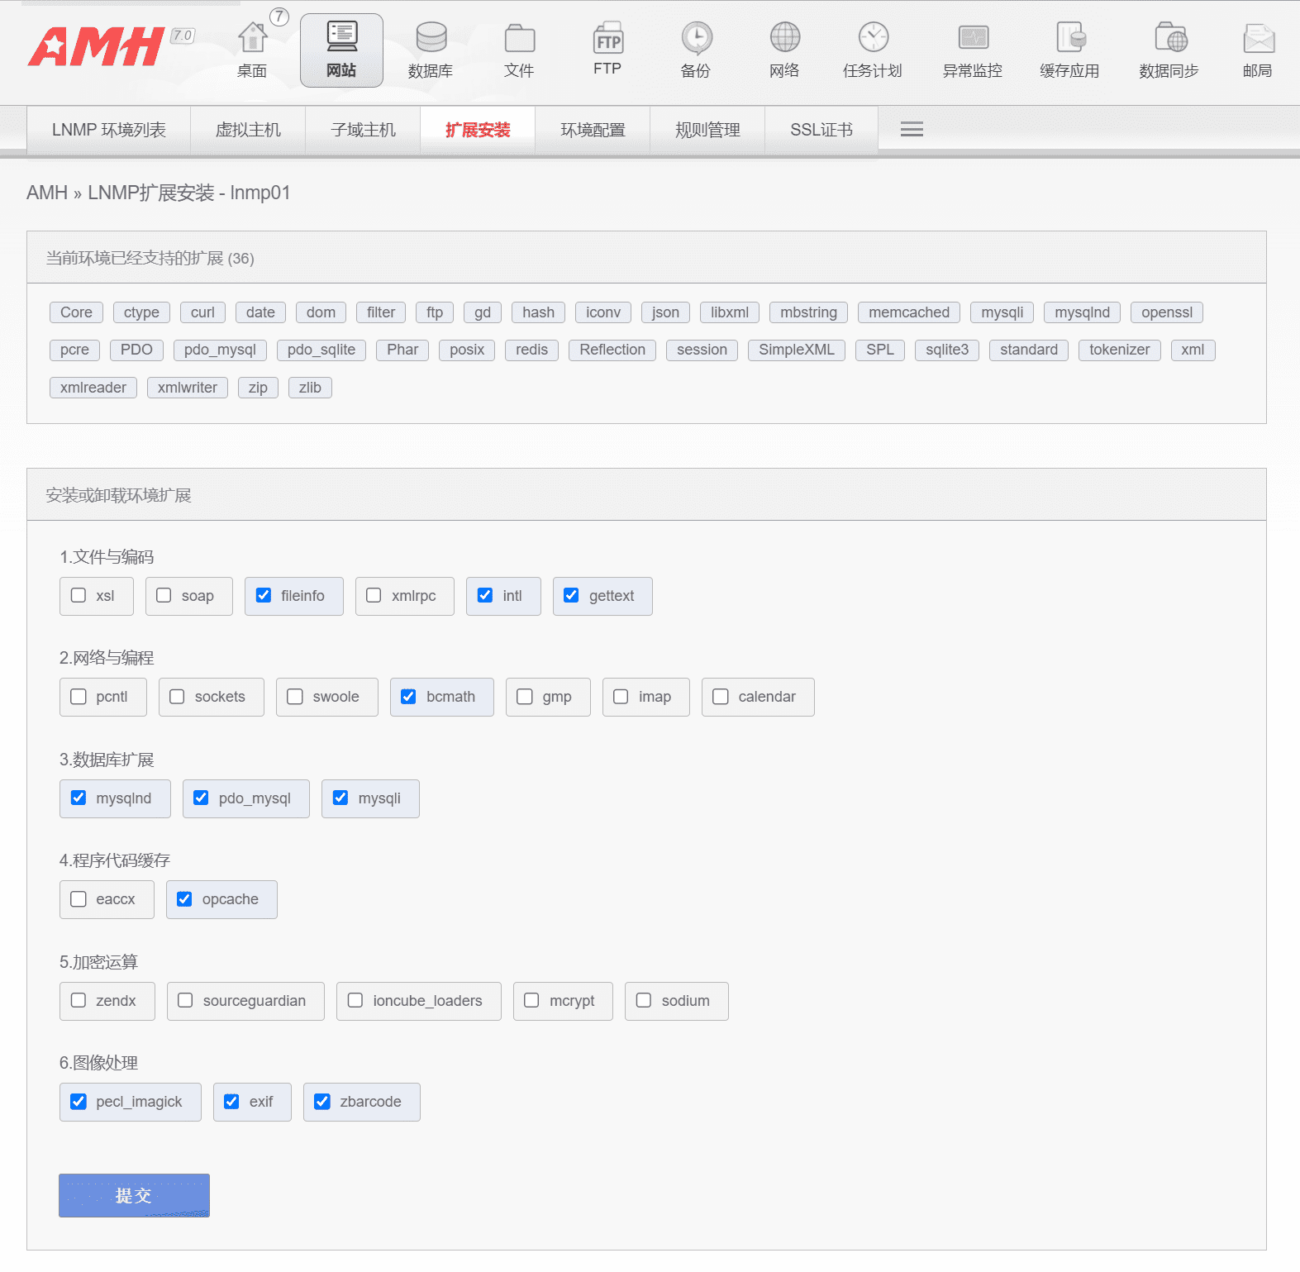 AMH 7.0
7
桌面 网站 数据库 文件 FTP 备份 网络 任务计划 异常监控 缓存应用 数据同步 邮局
LNMP 环境列表 虚拟主机 子域主机 扩展安装 环境配置 规则管理 SSL证书
AMH » LNMP扩展安装 - lnmp01
当前环境已经支持的扩展 (36)
Core ctype curl date dom filter ftp gd hash iconv json libxml mbstring memcached mysqli mysqlnd openssl
pcre PDO pdo_mysql pdo_sqlite Phar posix redis Reflection session SimpleXML SPL sqlite3 standard tokenizer xml
xmlreader xmlwriter zip zlib
安装或卸载环境扩展
1.文件与编码
xsl soap fileinfo xmlrpc intl gettext
2.网络与编程
pcntl sockets swoole bcmath gmp imap calendar
3.数据库扩展
mysqlnd pdo_mysql mysqli
4.程序代码缓存
eaccx opcache
5.加密运算
zendx sourceguardian ioncube_loaders mcrypt sodium
6.图像处理
pecl_imagick exif zbarcode
提交